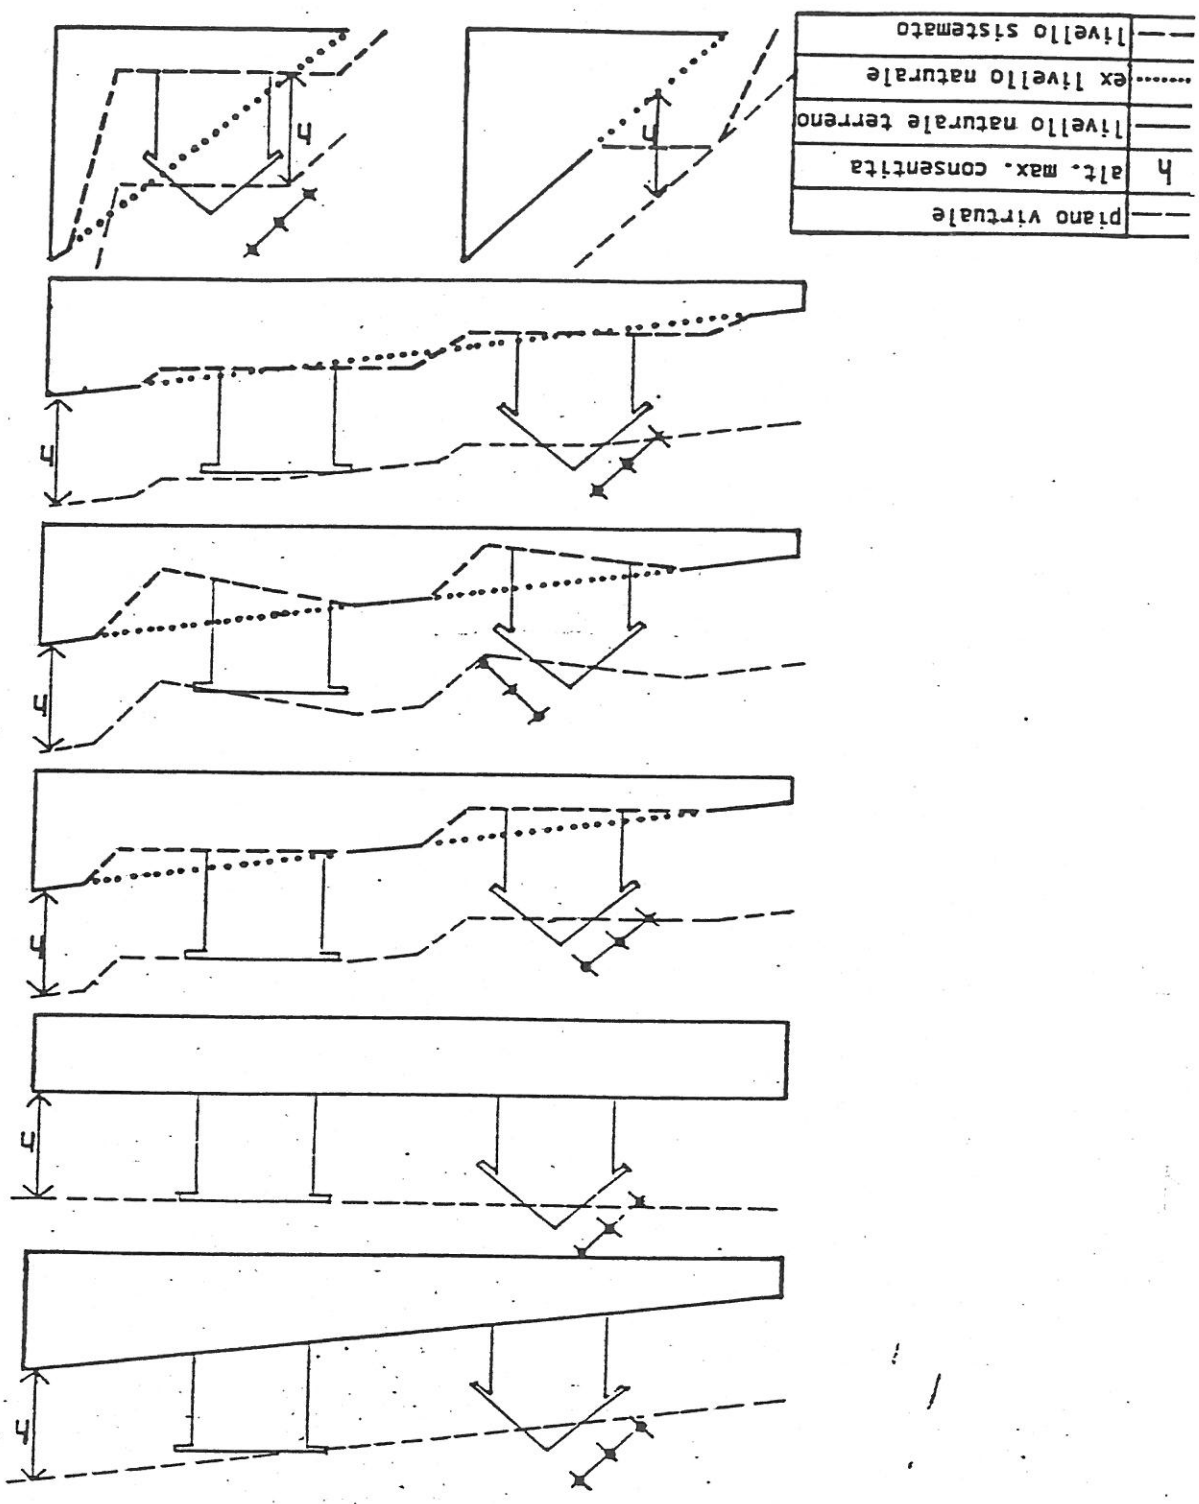 h
h
h
h
h
piano virtuale
h alt. max. consentita
livello naturale terreno
ex livello naturale
livello sistemato
h
h